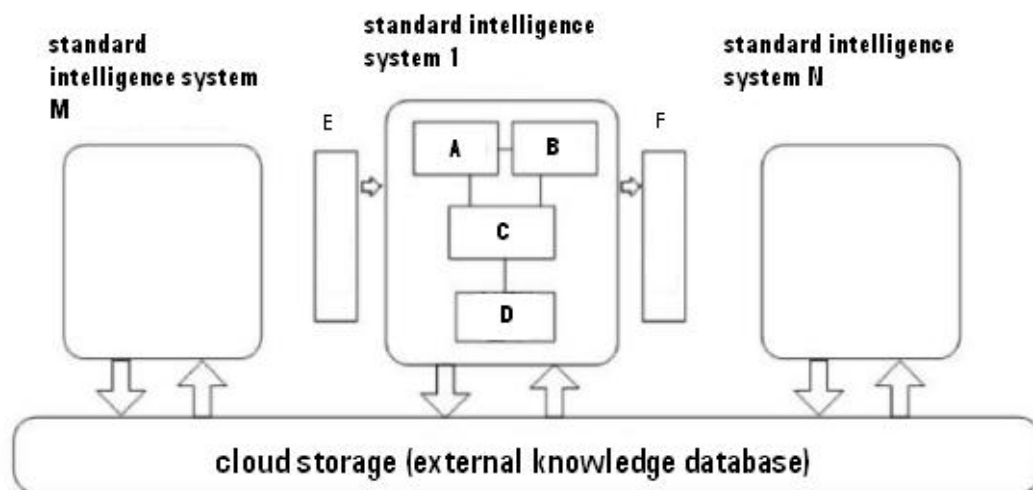 standard
intelligence system
M
standard intelligence
system 1
standard intelligence
system N
E
F
A
B
C
D
cloud storage (external knowledge database)